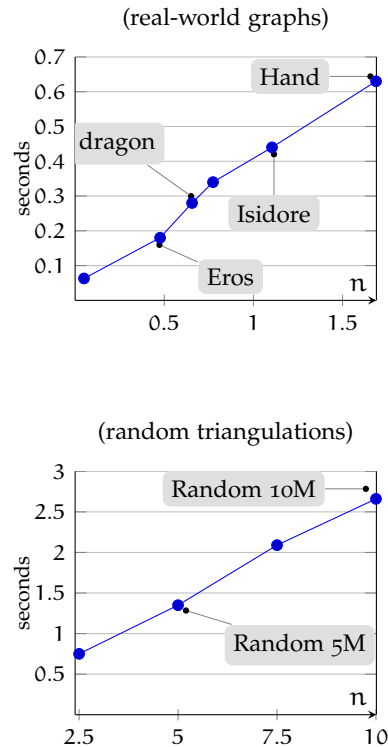 (real-world graphs)
0.7
0.6
0.5
0.4
0.3
0.2
0.1
seconds
Hand
dragon
Isidore
Eros
n
0.5
1
1.5
(random triangulations)
3
2.5
2
1.5
1
0.5
seconds
Random 10M
Random 5M
n
2.5
5
7.5
10